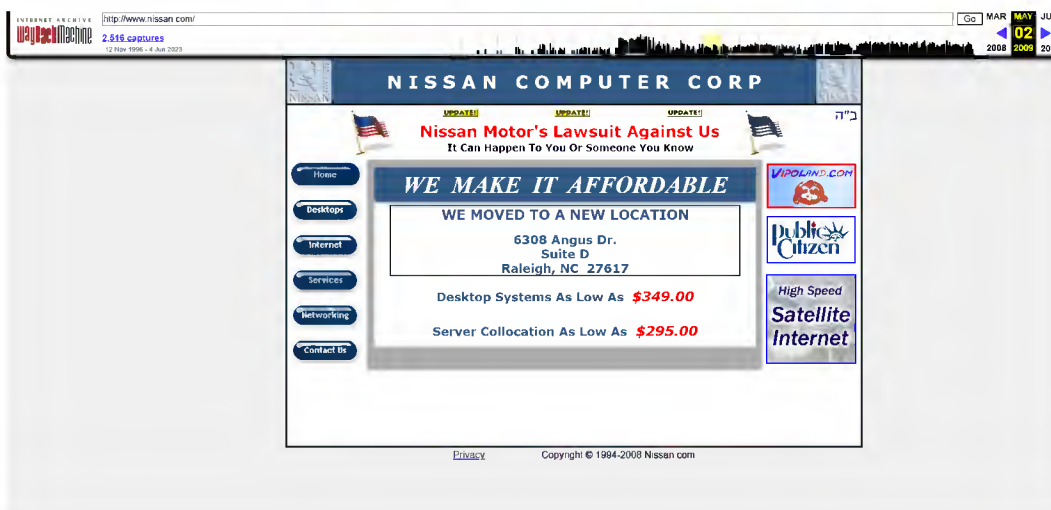 INTERNET ARCHIVE
WayBackMachine
http://www.nissan.com/
Go
MAR MAY JU
2,516 captures
02
12 Nov 1996 - 4 Jun 2023
2008 2009 20
NISSAN COMPUTER CORP
NISSAN
UPDATE! UPDATE! UPDATE!
ב"ה
Nissan Motor's Lawsuit Against Us
It Can Happen To You Or Someone You Know
Home
Desktops
Internet
Services
Networking
Contact Us
WE MAKE IT AFFORDABLE
WE MOVED TO A NEW LOCATION
6308 Angus Dr.
Suite D
Raleigh, NC 27617
Desktop Systems As Low As $349.00
Server Collocation As Low As $295.00
VIPOLAND.COM
Public
Citizen
High Speed
Satellite
Internet
Privacy
Copyright © 1994-2008 Nissan com